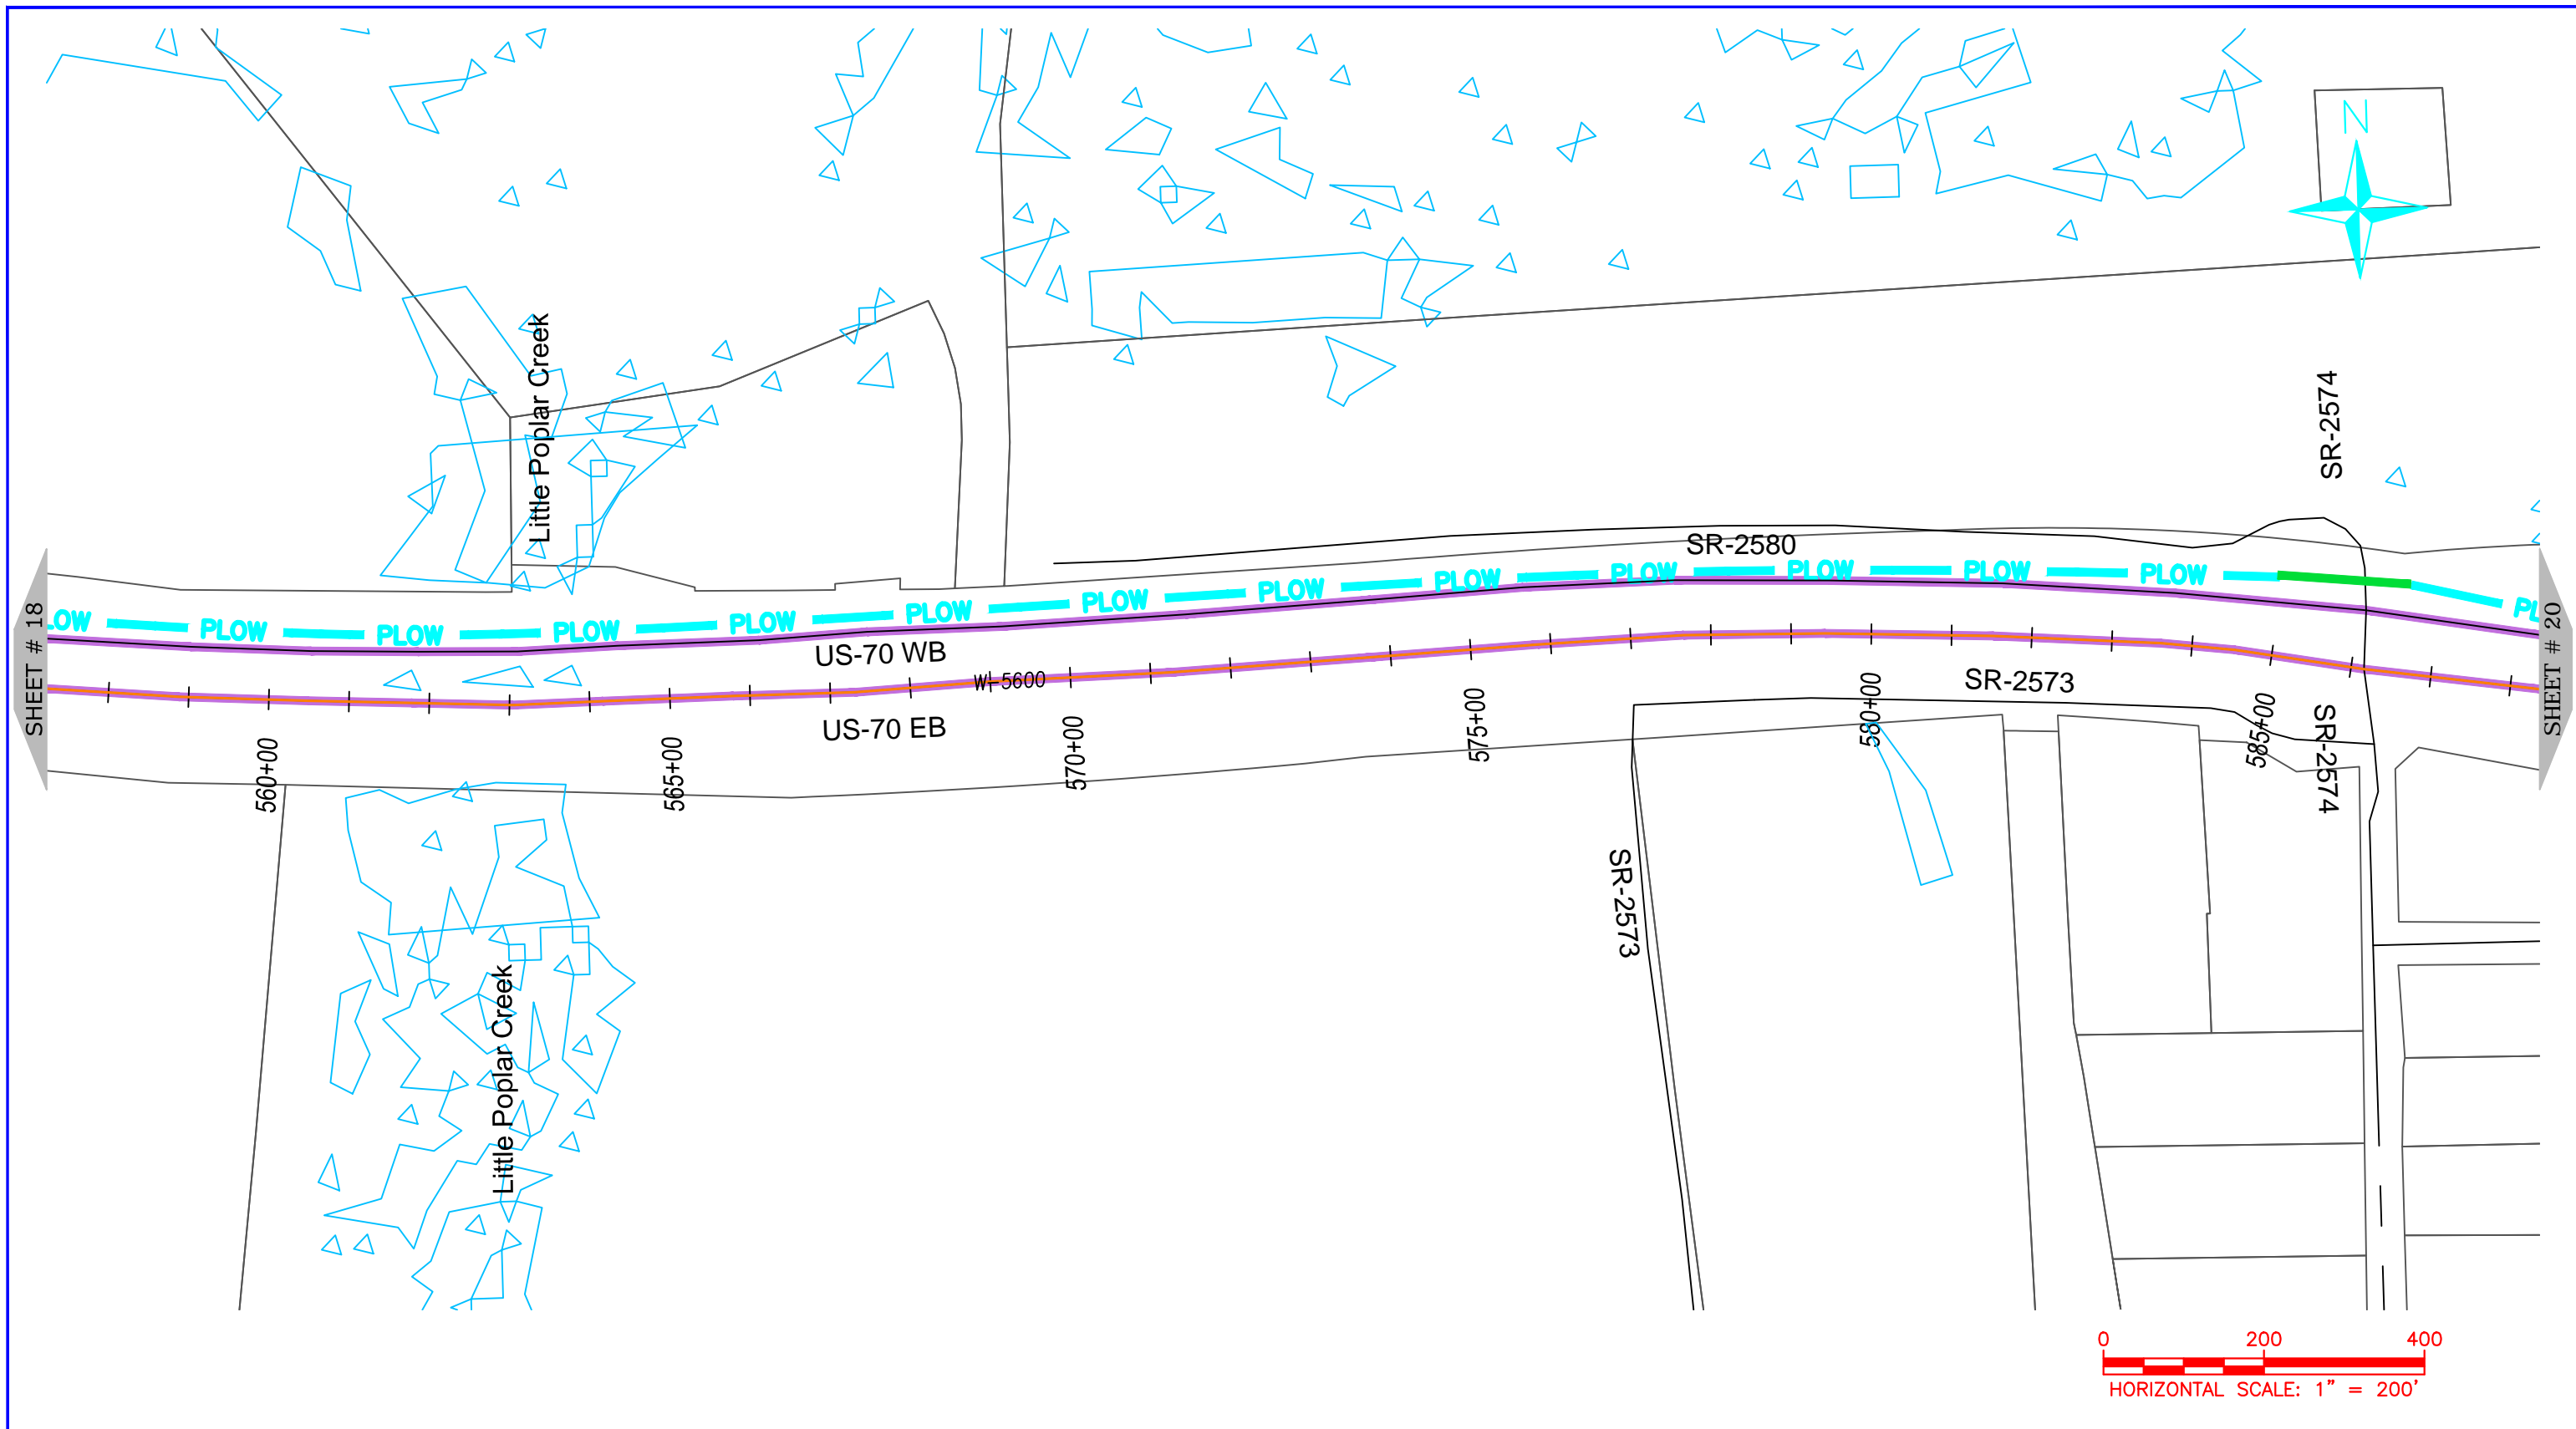 N
Little Poplar Creek
SR-2574
SR-2580
LOW PLOW PLOW PLOW PLOW PLOW PLOW PLOW PLOW PLOW PLOW PLOW PLOW PL
SHEET # 18
SHEET # 20
US-70 WB
W-5600
US-70 EB
SR-2573
560+00
565+00
570+00
575+00
580+00
585+00
SR-2574
SR-2573
Little Poplar Creek
0 200 400
HORIZONTAL SCALE: 1" = 200'